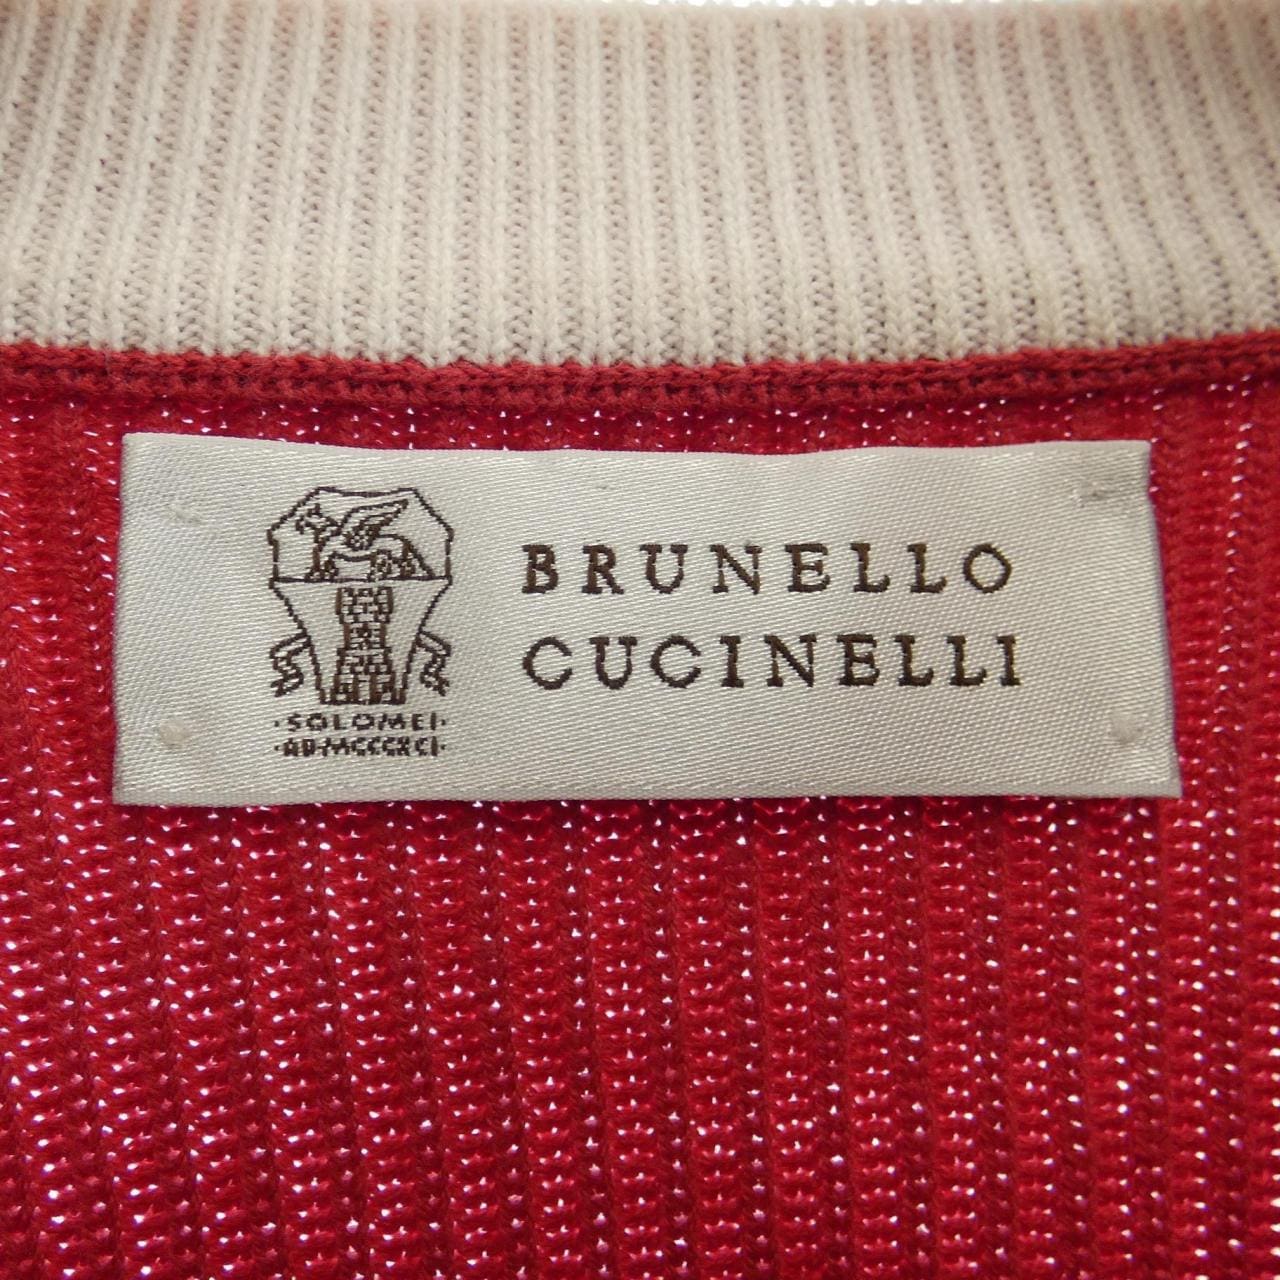 BRUNELLO
CUCINELLI
·SOLOMEI·
·AD·MCCCXCI·